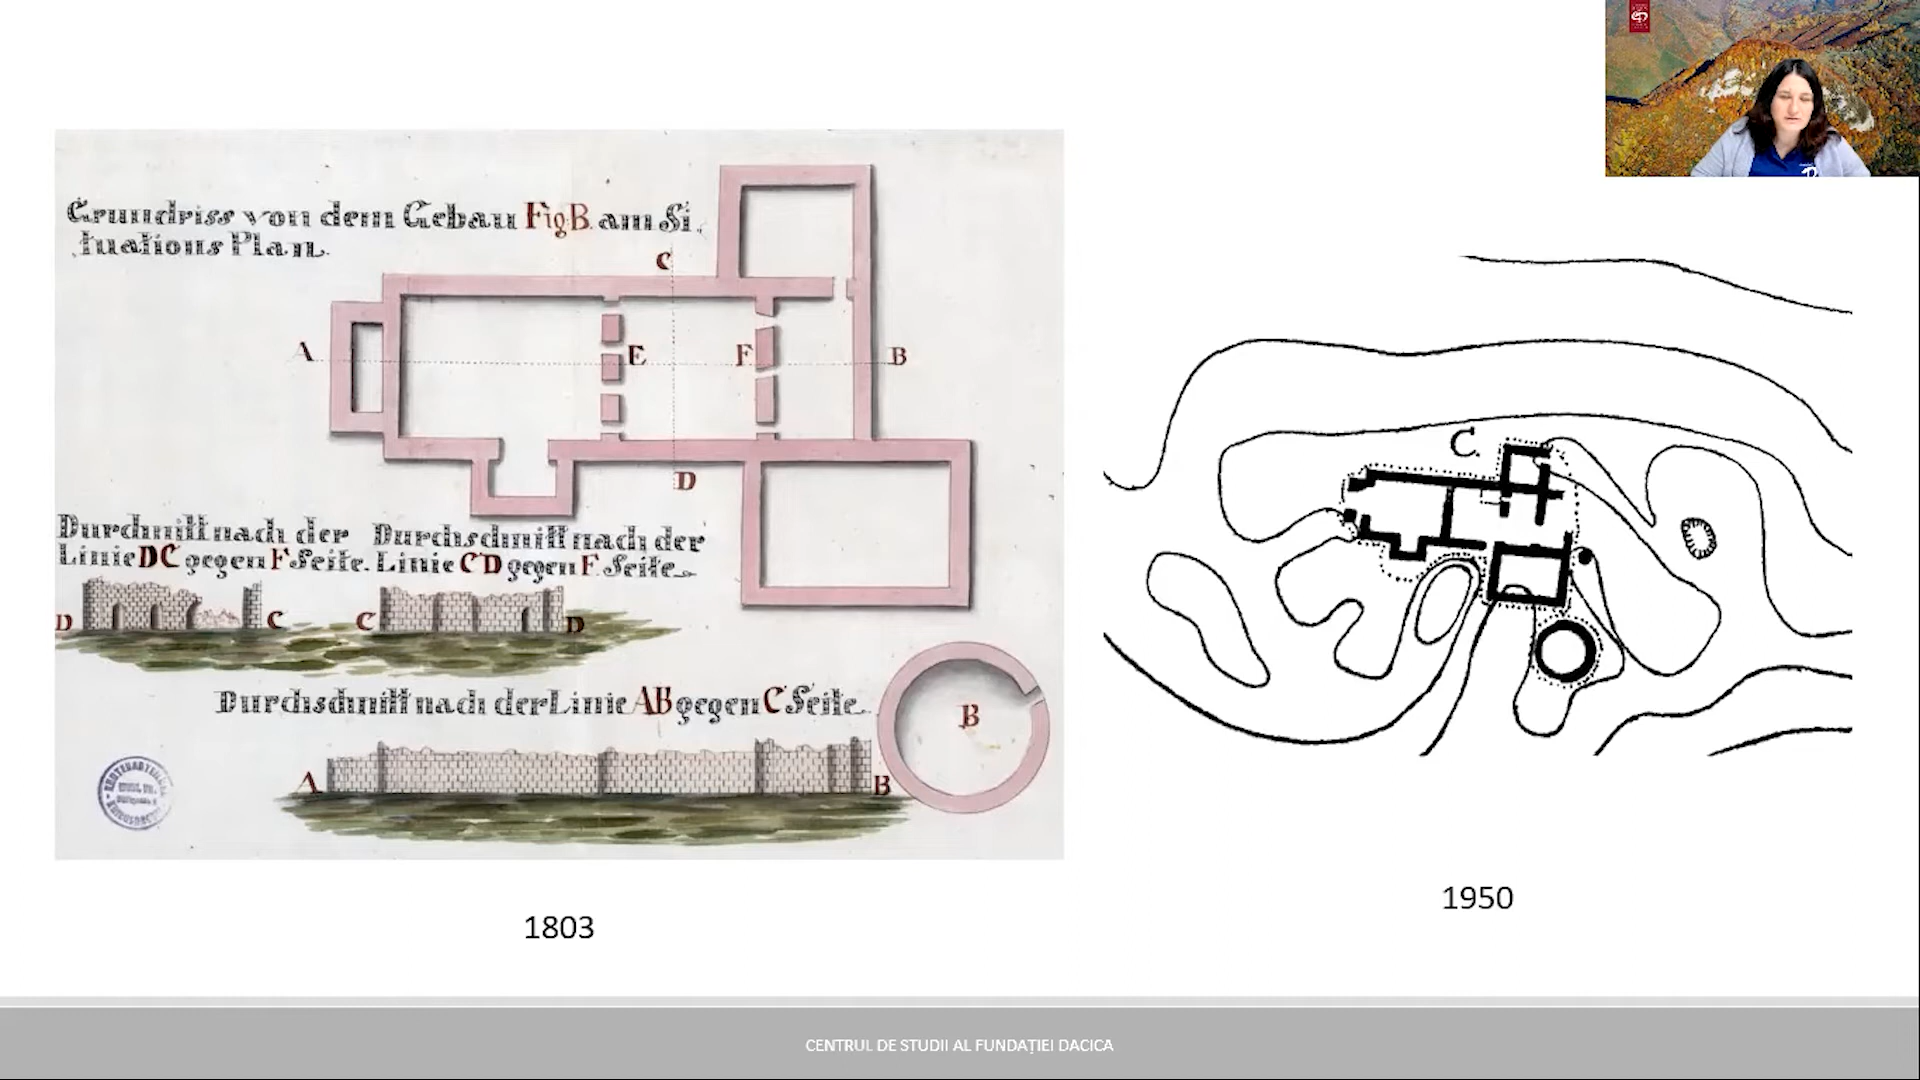 Grundriss von dem Gebau Fig B. am Si
tuations Plan.
C
A
E
F
B
D
Durchnitt nach der
Linie DC gegen F Seite.
Durchschnitt nach der
Linie CD gegen F. Seite
D
C
C
D
Durchschnitt nach der Linie AB gegen C Seite
A
B
B
1803
C.
1950
CENTRUL DE STUDII AL FUNDAȚIEI DACICA